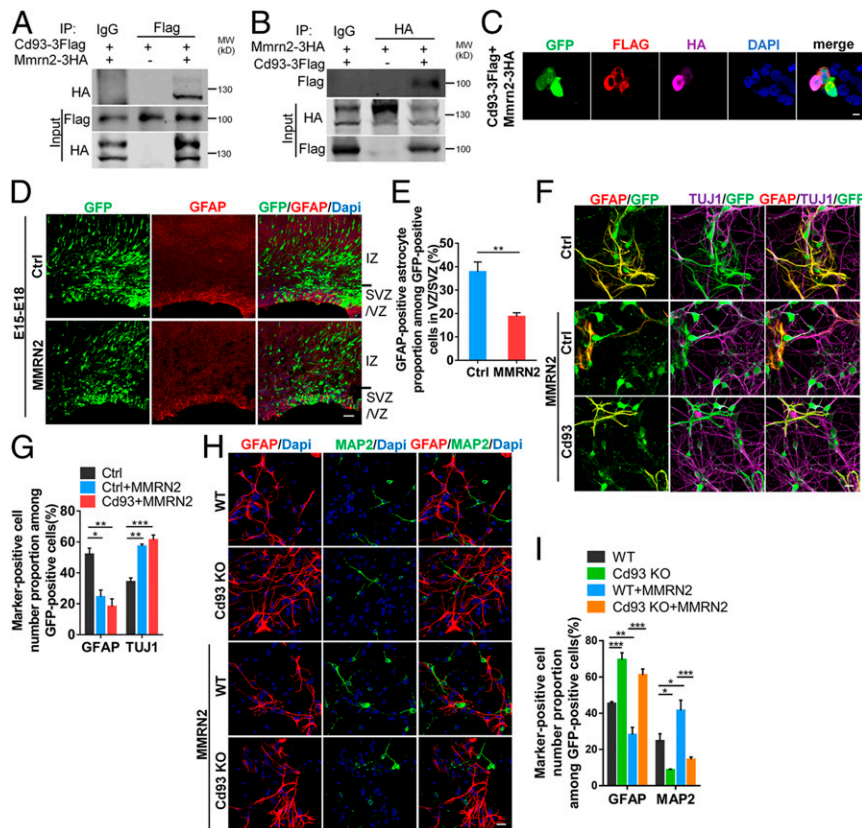 A
IP: IgG Flag
Cd93-3Flag + + +
Mmrn2-3HA + - +
MW
(kD)
HA
130
Input
Flag
100
HA
130
B
IP: IgG HA
Mmrn2-3HA + + +
Cd93-3Flag + - +
MW
(kD)
Flag
100
Input
HA
130
Flag
100
C
GFP FLAG HA DAPI merge
Cd93-3Flag+
Mmrn2-3HA
D
GFP GFAP GFP/GFAP/Dapi
E15-E18
Ctrl
IZ
SVZ
/VZ
MMRN2
IZ
SVZ
/VZ
E
GFAP-positive astrocyte
proportion among GFP-positive
cells in VZ/SVZ (%)
50
40
30
20
10
0
**
Ctrl MMRN2
F
GFAP/GFP TUJ1/GFP GFAP/TUJ1/GFP
Ctrl
MMRN2
Ctrl
Cd93
G
Ctrl
Ctrl+MMRN2
Cd93+MMRN2
Marker-positive cell
number proportion among
GFP-positive cells(%)
80
60
40
20
0
**
*
***
**
GFAP TUJ1
H
GFAP/Dapi MAP2/Dapi GFAP/MAP2/Dapi
WT
Cd93 KO
MMRN2
WT
Cd93 KO
I
WT
Cd93 KO
WT+MMRN2
Cd93 KO+MMRN2
Marker-positive cell
number proportion
among GFP-positive cells(%)
80
60
40
20
0
** ***
***
***
*
*
GFAP MAP2